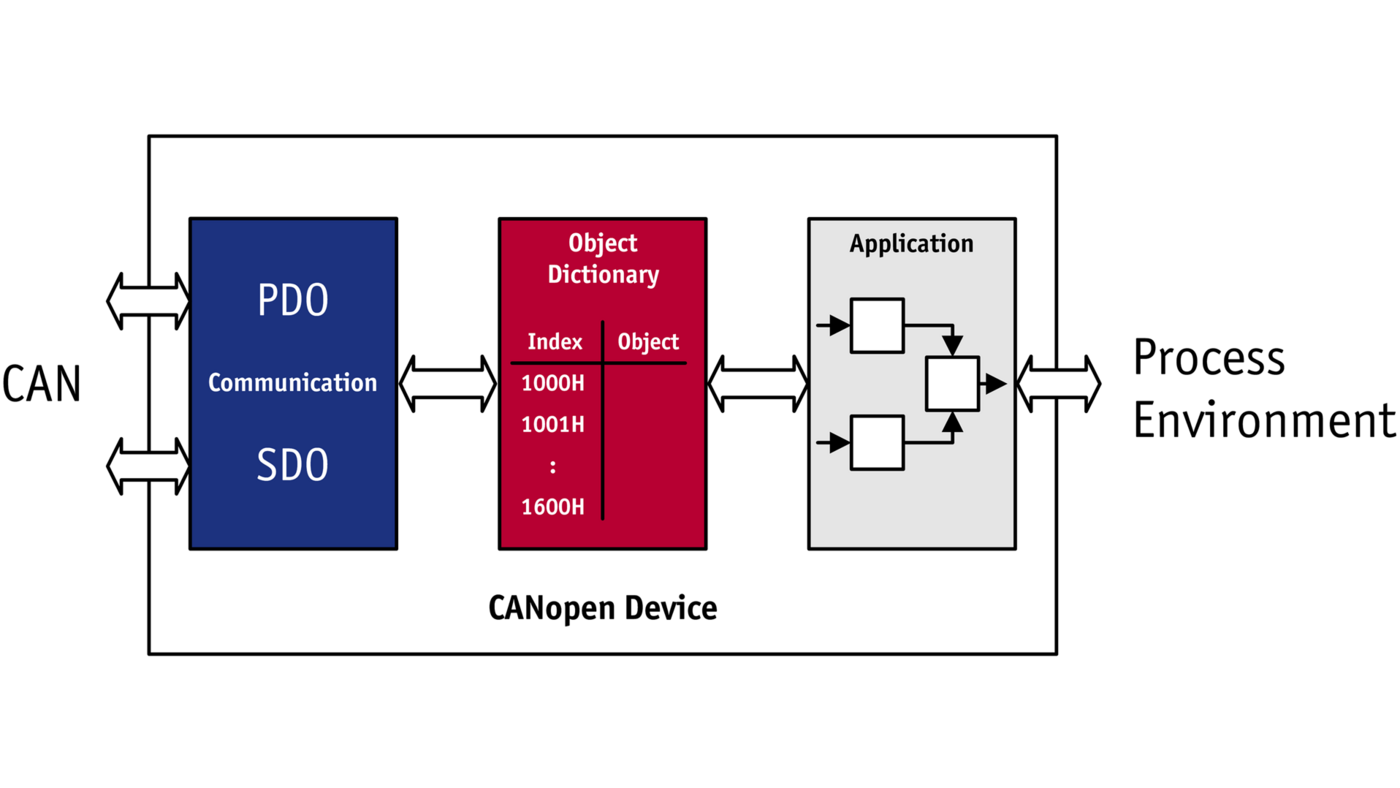 CAN
PDO
Communication
SDO
Object
Dictionary
Index Object
1000H
1001H
:
1600H
Application
Process
Environment
CANopen Device